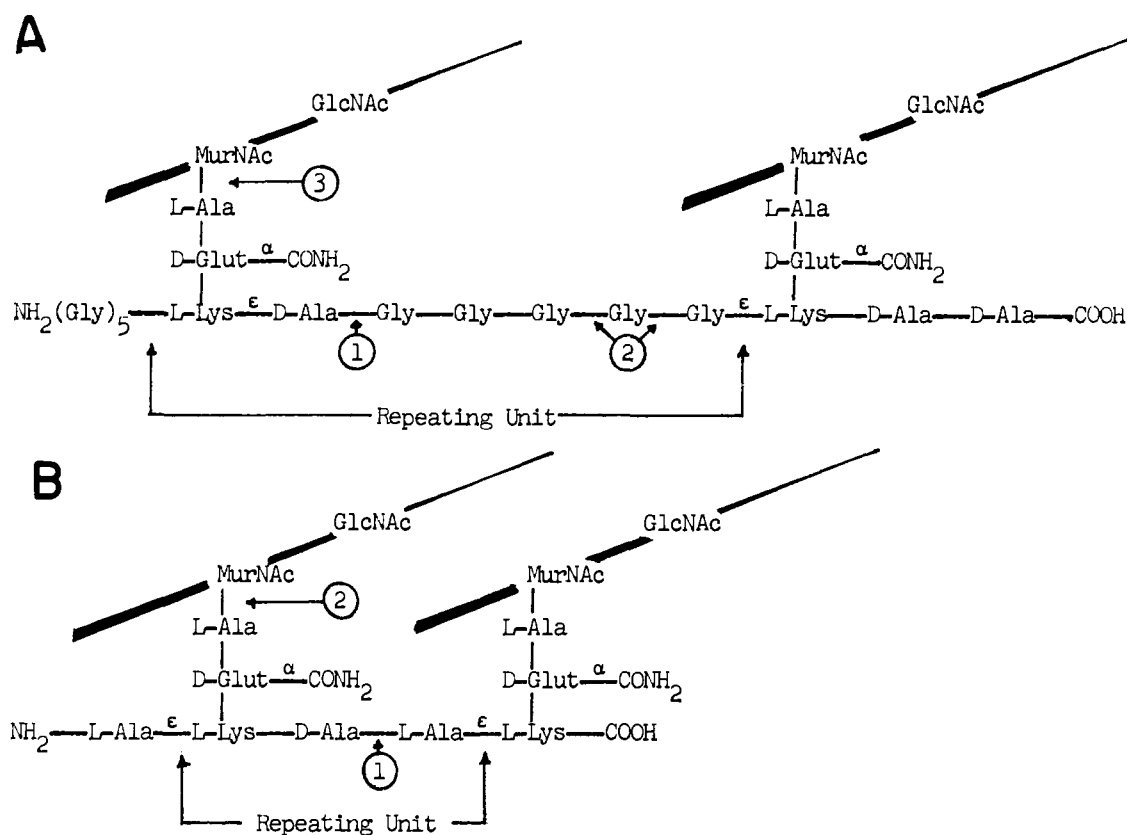 A
GlcNAc GlcNAc
MurNAc MurNAc
3
L-Ala L-Ala
D-Glut-α-CONH2 D-Glut-α-CONH2
NH2(Gly)5-L-Lys-ε-D-Ala-Gly-Gly-Gly-Gly-Gly-ε-L-Lys-D-Ala-D-Ala-COOH
1 2
Repeating Unit
B
GlcNAc GlcNAc
MurNAc MurNAc
2
L-Ala L-Ala
D-Glut-α-CONH2 D-Glut-α-CONH2
NH2-L-Ala-ε-L-Lys-D-Ala-L-Ala-ε-L-Lys-COOH
1
Repeating Unit